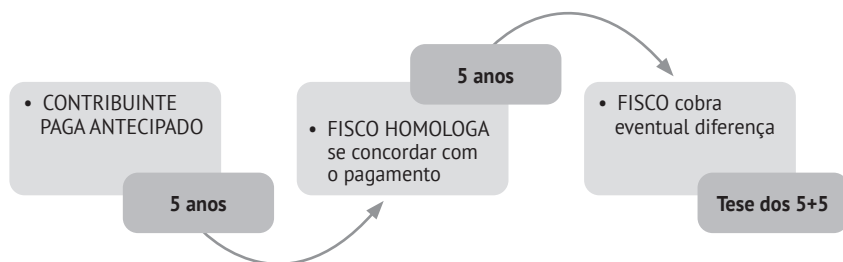 • CONTRIBUINTE
PAGA ANTECIPADO
5 anos
• FISCO HOMOLOGA
se concordar com
o pagamento
5 anos
• FISCO cobra
eventual diferença
Tese dos 5+5